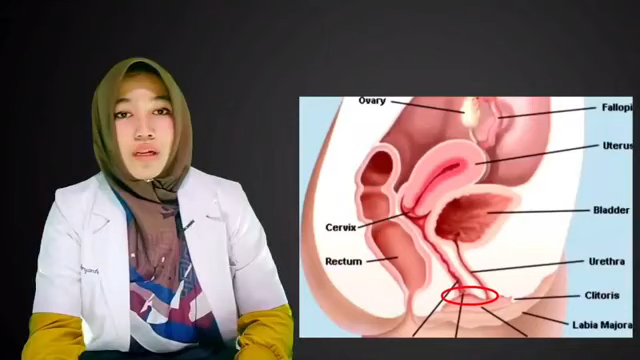 Ovary
Fallopi
Uterus
Bladder
Cervix
Rectum
Urethra
Clitoris
Labia Majora